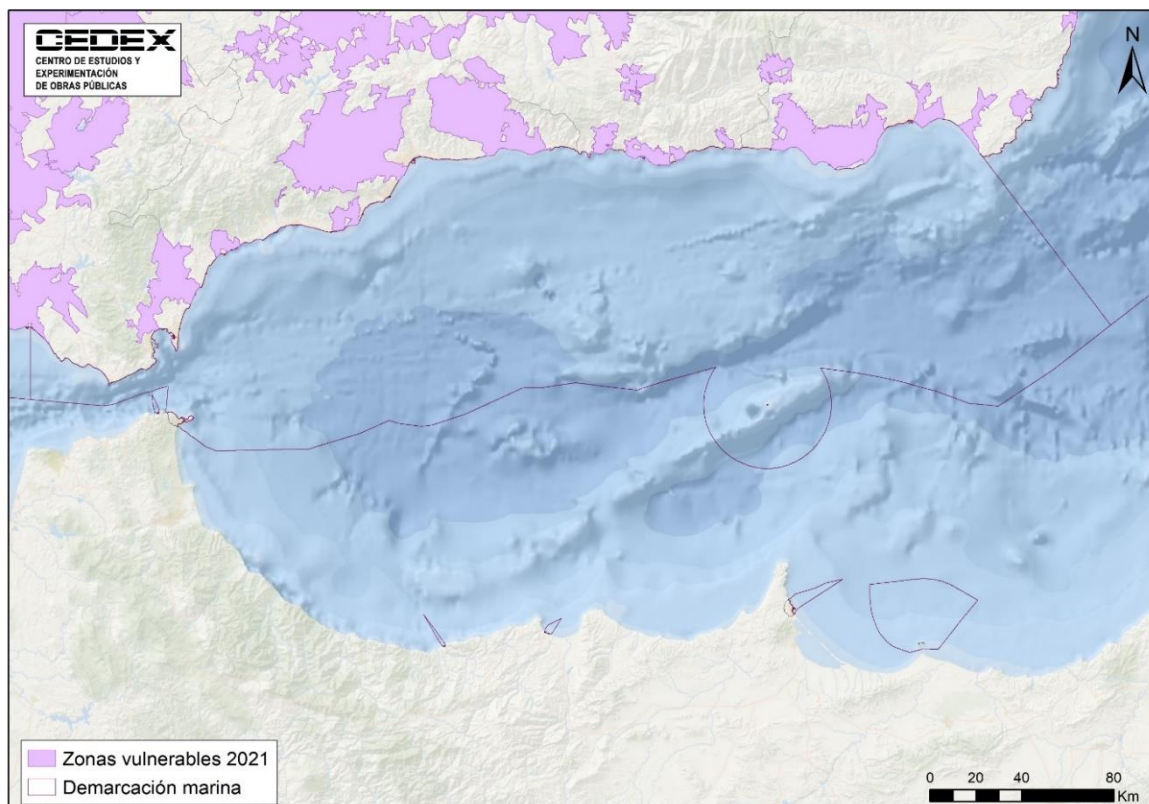 CEDEX
CENTRO DE ESTUDIOS Y
EXPERIMENTACIÓN
DE OBRAS PÚBLICAS
N
Zonas vulnerables 2021
Demarcación marina
0 20 40 80
Km